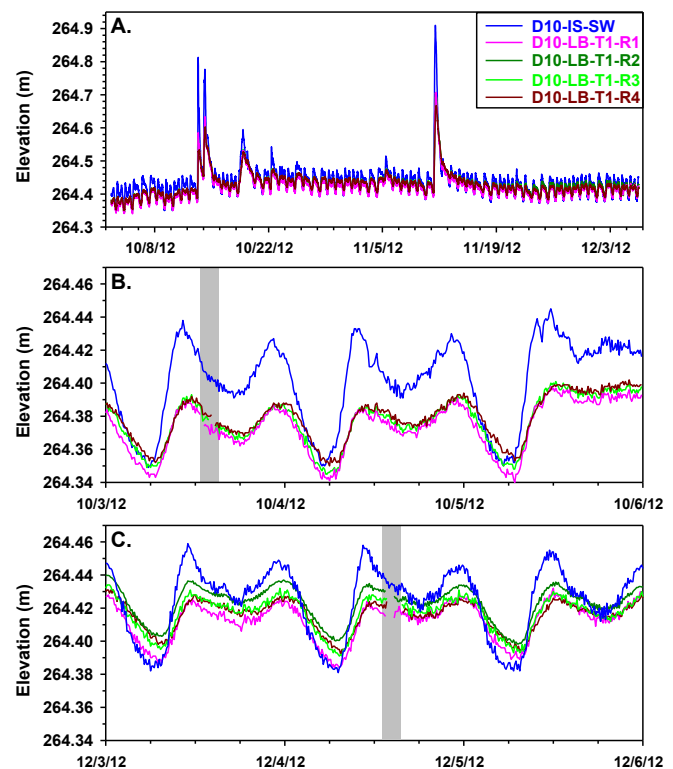 A.
D10-IS-SW
D10-LB-T1-R1
D10-LB-T1-R2
D10-LB-T1-R3
D10-LB-T1-R4
Elevation (m)
264.9
264.8
264.7
264.6
264.5
264.4
264.3
10/8/12 10/22/12 11/5/12 11/19/12 12/3/12
B.
Elevation (m)
264.46
264.44
264.42
264.40
264.38
264.36
264.34
10/3/12 10/4/12 10/5/12 10/6/12
C.
Elevation (m)
264.46
264.44
264.42
264.40
264.38
264.36
264.34
12/3/12 12/4/12 12/5/12 12/6/12